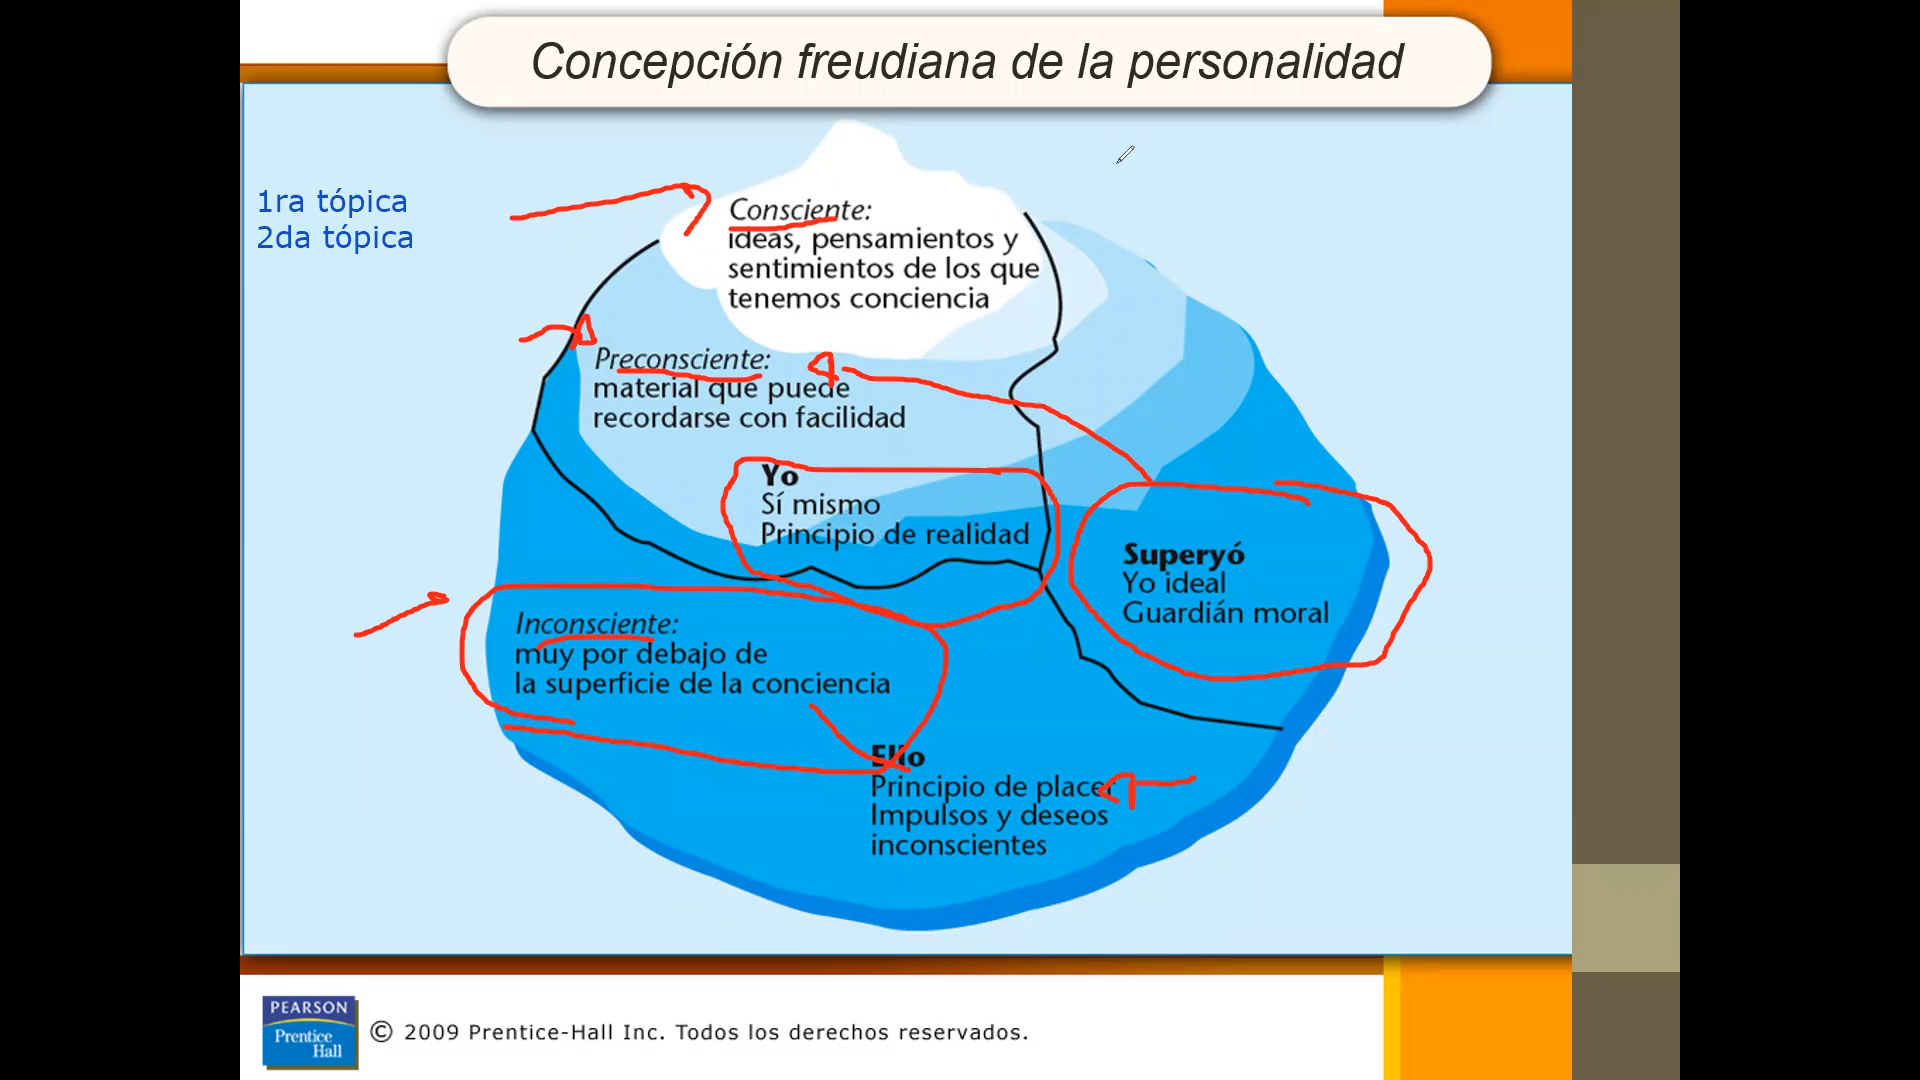 Concepción freudiana de la personalidad
1ra tópica
2da tópica
Consciente:
ideas, pensamientos y
sentimientos de los que
tenemos conciencia
Preconsciente:
material que puede
recordarse con facilidad
Yo
Sí mismo
Principio de realidad
Superyó
Yo ideal
Guardián moral
Inconsciente:
muy por debajo de
la superficie de la conciencia
Ello
Principio de placer
Impulsos y deseos
inconscientes
PEARSON
Prentice
Hall
© 2009 Prentice-Hall Inc. Todos los derechos reservados.